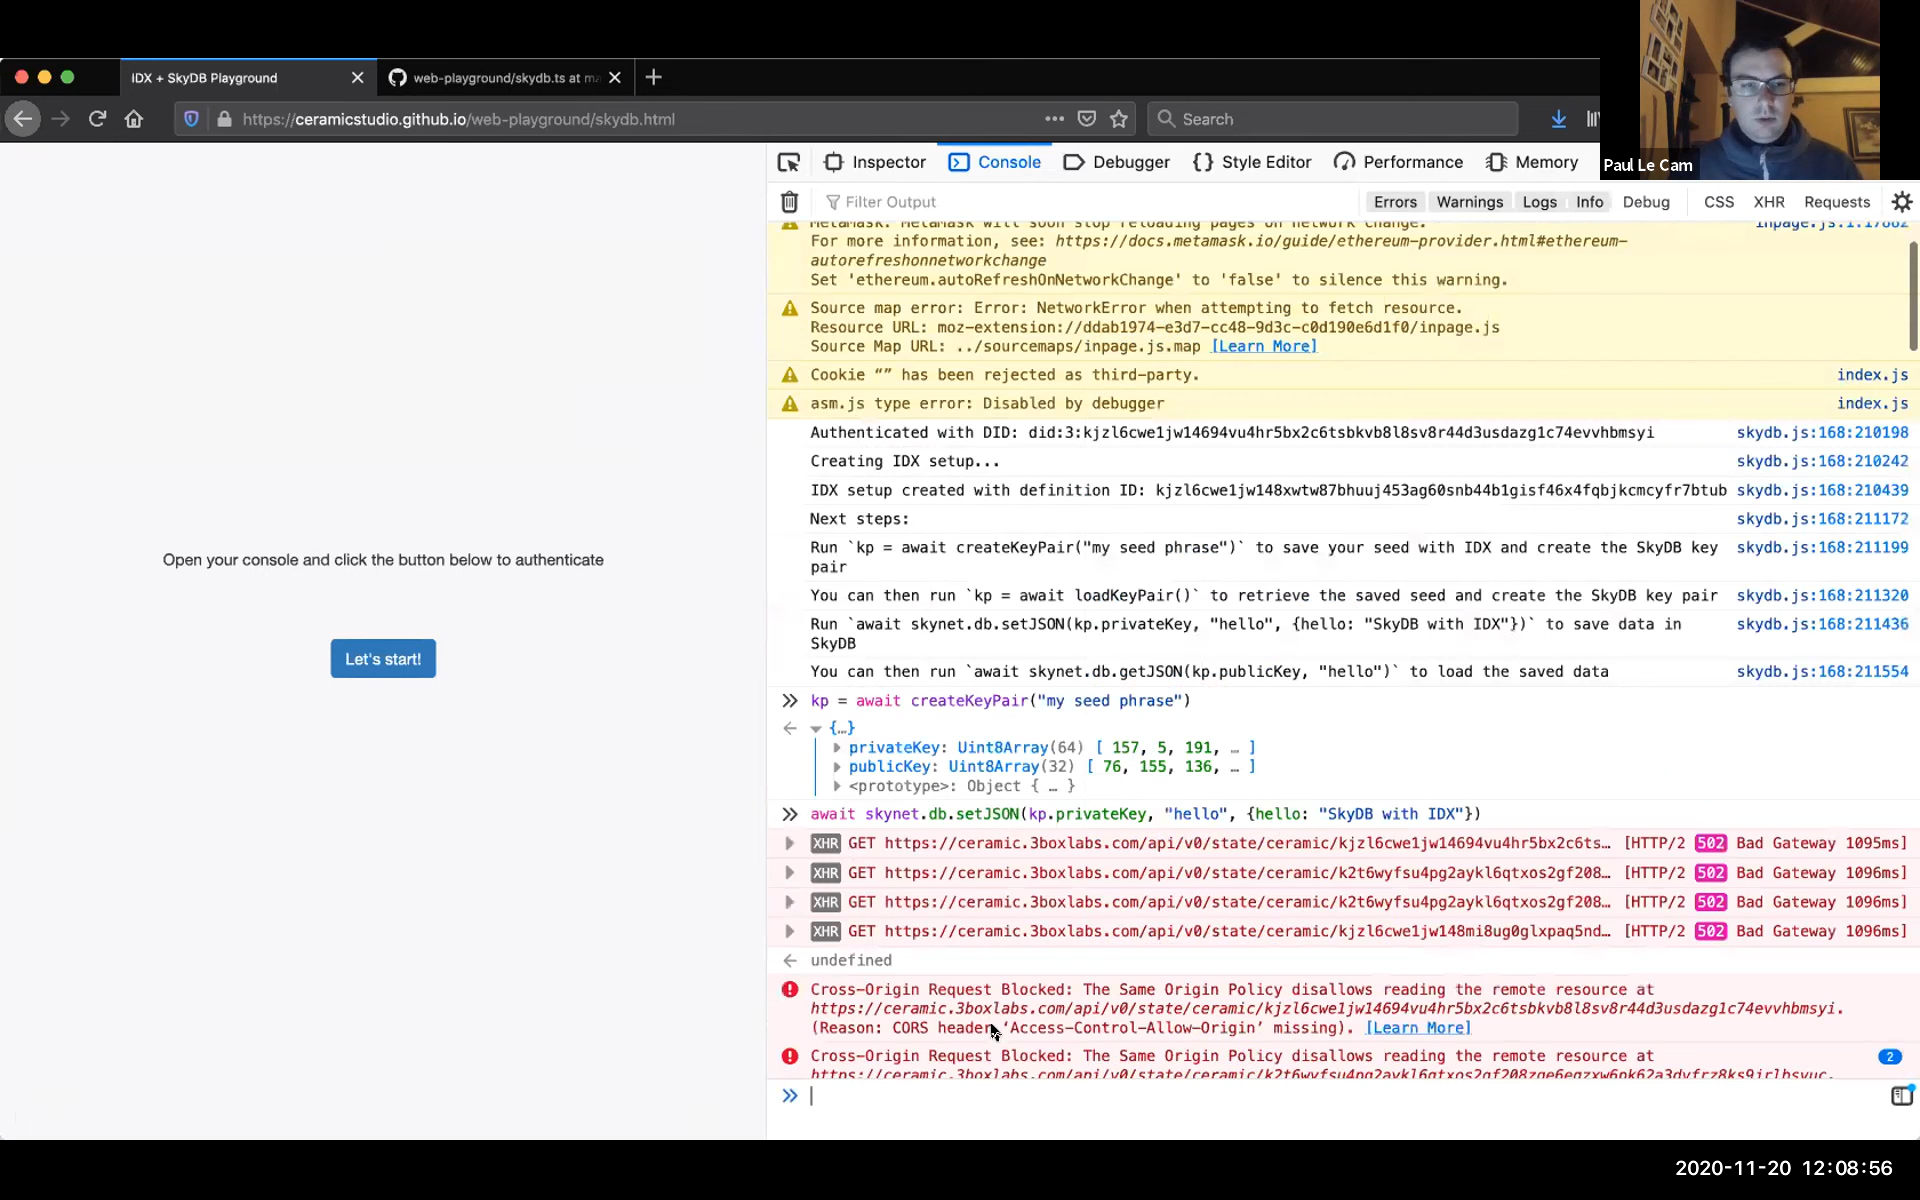 IDX + SkyDB Playground
web-playground/skydb.ts at ma
https://ceramicstudio.github.io/web-playground/skydb.html
Search
Paul Le Cam
Inspector
Console
Debugger
Style Editor
Performance
Memory
Filter Output
Errors
Warnings
Logs
Info
Debug
CSS
XHR
Requests
MetaMask: MetaMask will soon stop reloading pages on network change. inpage.js:1:17082
For more information, see: https://docs.metamask.io/guide/ethereum-provider.html#ethereum-
autorefreshonnetworkchange
Set 'ethereum.autoRefreshOnNetworkChange' to 'false' to silence this warning.
Source map error: Error: NetworkError when attempting to fetch resource.
Resource URL: moz-extension://ddab1974-e3d7-cc48-9d3c-c0d190e6d1f0/inpage.js
Source Map URL: ../sourcemaps/inpage.js.map [Learn More]
Cookie “” has been rejected as third-party. index.js
asm.js type error: Disabled by debugger index.js
Authenticated with DID: did:3:kjzl6cwe1jw14694vu4hr5bx2c6tsbkvb8l8sv8r44d3usdazg1c74evvhbmsyi skydb.js:168:210198
Creating IDX setup... skydb.js:168:210242
IDX setup created with definition ID: kjzl6cwe1jw148xwtw87bhuuj453ag60snb44b1gisf46x4fqbjkcmcyfr7btub skydb.js:168:210439
Next steps: skydb.js:168:211172
Run `kp = await createKeyPair("my seed phrase")` to save your seed with IDX and create the SkyDB key skydb.js:168:211199
pair
You can then run `kp = await loadKeyPair()` to retrieve the saved seed and create the SkyDB key pair skydb.js:168:211320
Run `await skynet.db.setJSON(kp.privateKey, "hello", {hello: "SkyDB with IDX"})` to save data in skydb.js:168:211436
SkyDB
You can then run `await skynet.db.getJSON(kp.publicKey, "hello")` to load the saved data skydb.js:168:211554
kp = await createKeyPair("my seed phrase")
{…}
privateKey: Uint8Array(64) [ 157, 5, 191, … ]
publicKey: Uint8Array(32) [ 76, 155, 136, … ]
<prototype>: Object { … }
await skynet.db.setJSON(kp.privateKey, "hello", {hello: "SkyDB with IDX"})
XHR GET https://ceramic.3boxlabs.com/api/v0/state/ceramic/kjzl6cwe1jw14694vu4hr5bx2c6ts… [HTTP/2 502 Bad Gateway 1095ms]
XHR GET https://ceramic.3boxlabs.com/api/v0/state/ceramic/k2t6wyfsu4pg2aykl6qtxos2gf208… [HTTP/2 502 Bad Gateway 1096ms]
XHR GET https://ceramic.3boxlabs.com/api/v0/state/ceramic/k2t6wyfsu4pg2aykl6qtxos2gf208… [HTTP/2 502 Bad Gateway 1096ms]
XHR GET https://ceramic.3boxlabs.com/api/v0/state/ceramic/kjzl6cwe1jw148mi8ug0glxpaq5nd… [HTTP/2 502 Bad Gateway 1096ms]
undefined
Cross-Origin Request Blocked: The Same Origin Policy disallows reading the remote resource at
https://ceramic.3boxlabs.com/api/v0/state/ceramic/kjzl6cwe1jw14694vu4hr5bx2c6tsbkvb8l8sv8r44d3usdazg1c74evvhbmsyi.
(Reason: CORS header ‘Access-Control-Allow-Origin’ missing). [Learn More]
Cross-Origin Request Blocked: The Same Origin Policy disallows reading the remote resource at 2
Open your console and click the button below to authenticate
Let's start!
2020-11-20 12:08:56